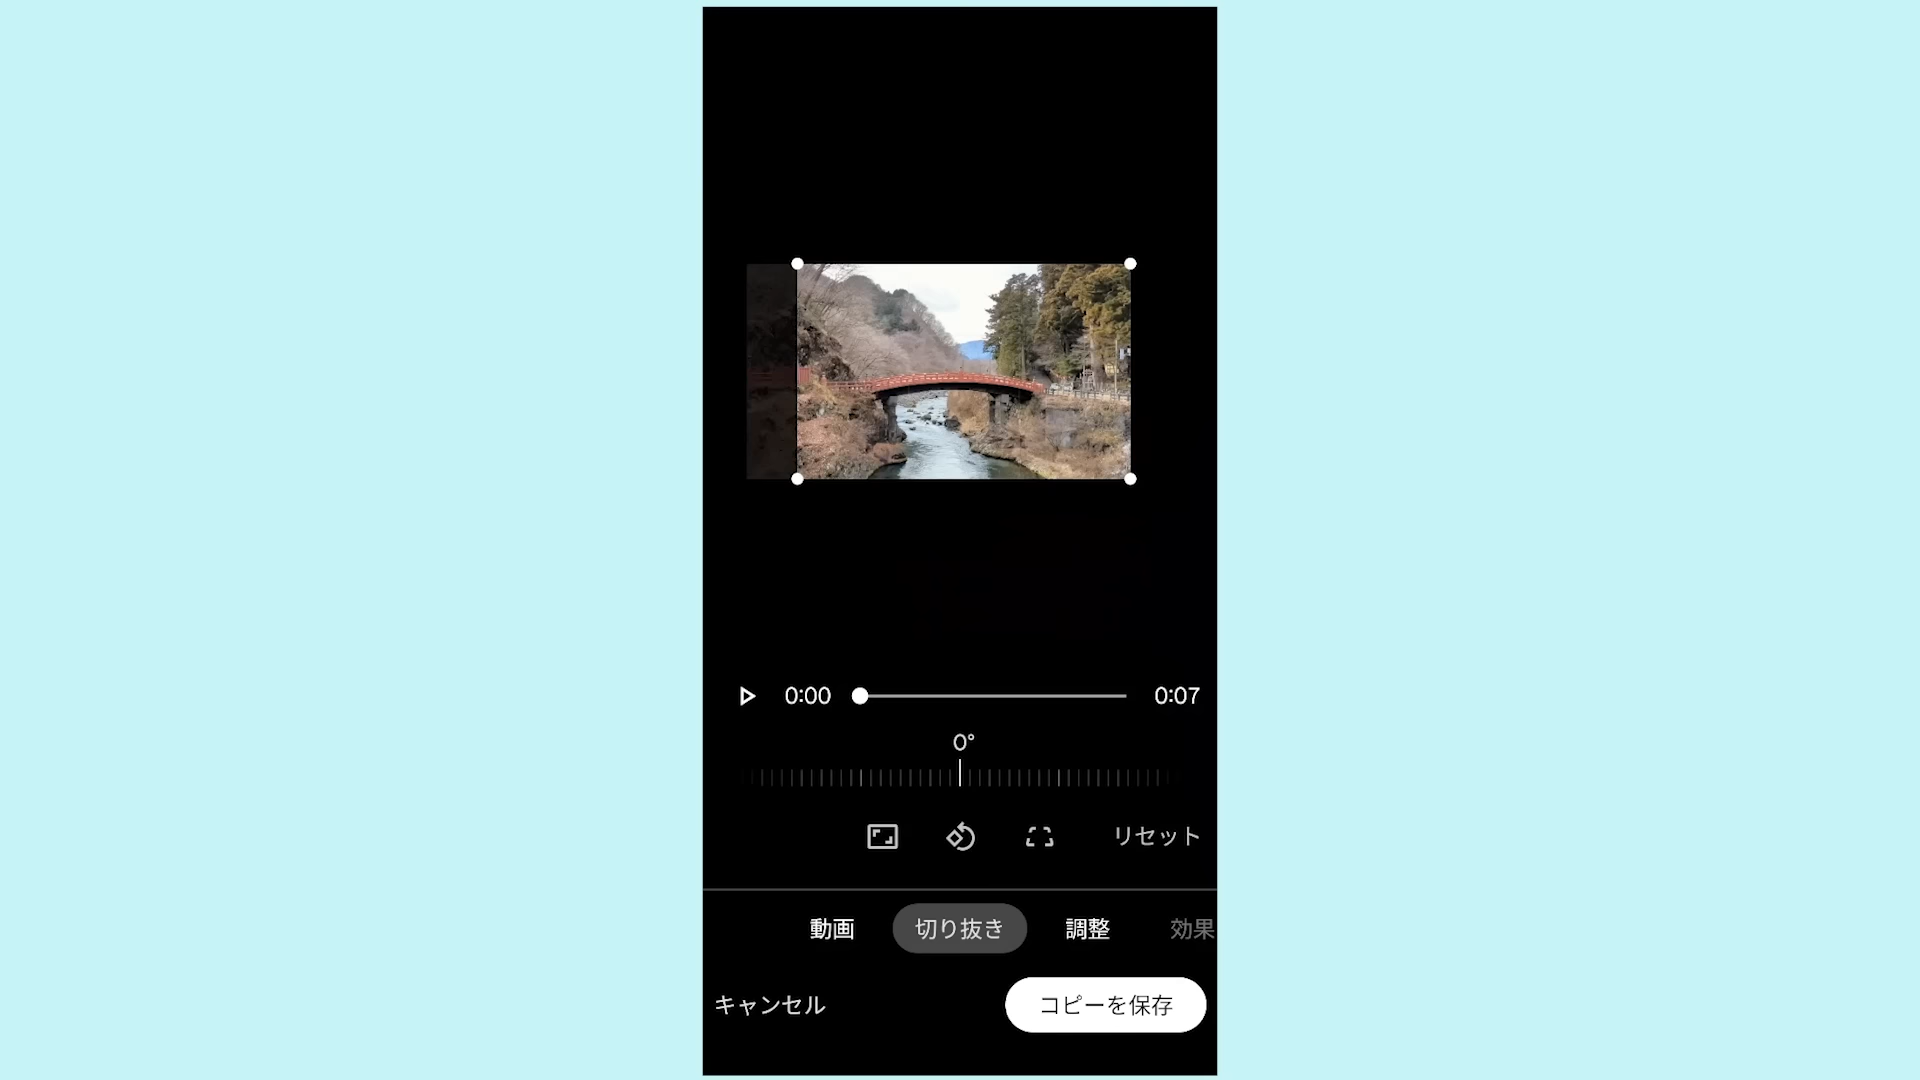 0:00
0:07
0°
リセット
動画
切り抜き
調整
効果
キャンセル
コピーを保存